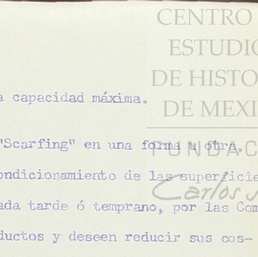 CENTRO
ESTUDIO
DE HISTO
DE MEXI
a capacidad máxima.
"Scarfing" en una forma u otra.
condicionamiento de las superficie
ada tarde ó temprano, por las Com
ductos y deseen reducir sus cos-
FUNDAC
Carlos